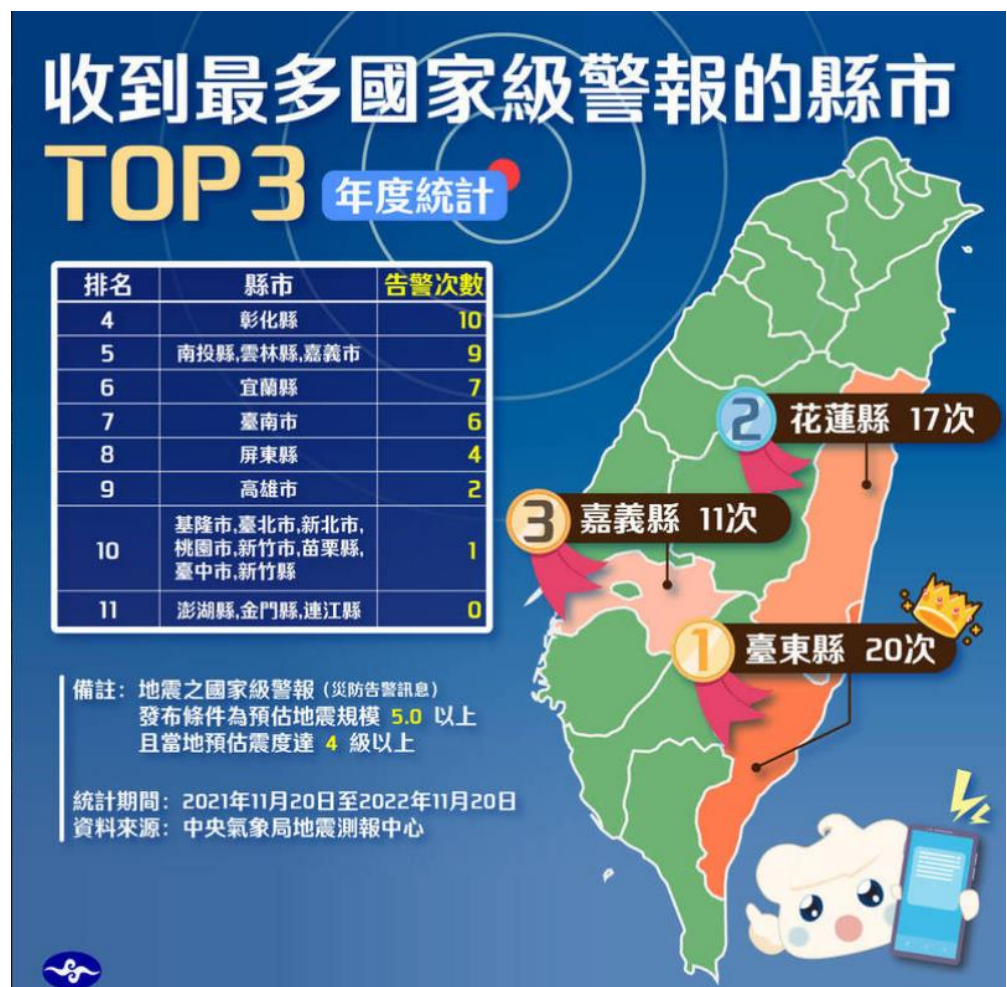 收到最多國家級警報的縣市
TOP3 年度統計
排名 縣市 告警次數
4 彰化縣 10
5 南投縣,雲林縣,嘉義市 9
6 宜蘭縣 7
7 臺南市 6
8 屏東縣 4
9 高雄市 2
10 基隆市,臺北市,新北市,
桃園市,新竹市,苗栗縣,
臺中市,新竹縣 1
11 澎湖縣,金門縣,連江縣 0
2 花蓮縣 17次
3 嘉義縣 11次
1 臺東縣 20次
備註：地震之國家級警報（災防告警訊息）
發布條件為預估地震規模 5.0 以上
且當地預估震度達 4 級以上
統計期間：2021年11月20日至2022年11月20日
資料來源：中央氣象局地震測報中心